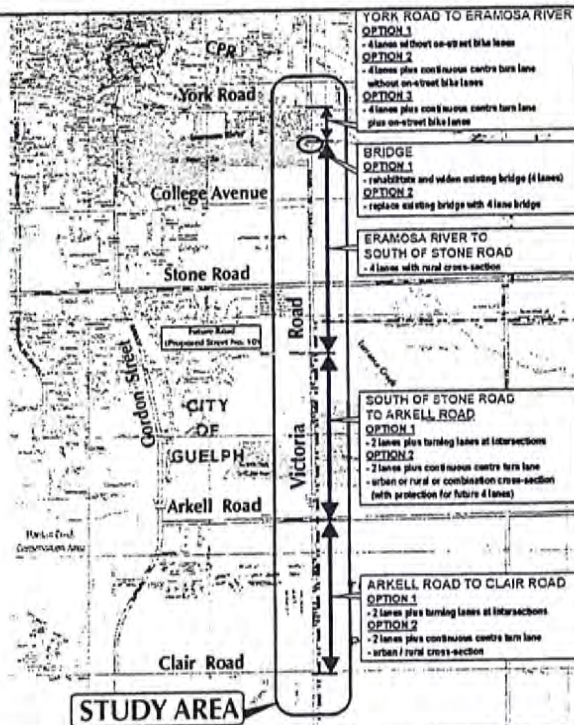 YORK ROAD TO ERAMOSA RIVER
OPTION 1
- 4 lanes without on-street bike lanes
OPTION 2
- 4 lanes plus continuous centre turn lane
without on-street bike lanes
OPTION 3
- 4 lanes plus continuous centre turn lane
plus on-street bike lanes
CPR
York Road
BRIDGE
OPTION 1
- rehabilitate and widen existing bridge (4 lanes)
OPTION 2
- replace existing bridge with 4 lane bridge
College Avenue
ERAMOSA RIVER TO
SOUTH OF STONE ROAD
- 4 lanes with rural cross-section
Stone Road
Future Road
(Proposed Street No. 10)
Gordon Street
Victoria Road
CITY
OF
GUELPH
SOUTH OF STONE ROAD
TO ARKELL ROAD
OPTION 1
- 2 lanes plus turning lanes at intersections
OPTION 2
- 2 lanes plus continuous centre turn lane
- urban or rural or combination cross-section
(with protection for future 4 lanes)
Arkell Road
ARKELL ROAD TO CLAIR ROAD
OPTION 1
- 2 lanes plus turning lanes at intersections
OPTION 2
- 2 lanes plus continuous centre turn lane
- urban / rural cross-section
Clair Road
STUDY AREA